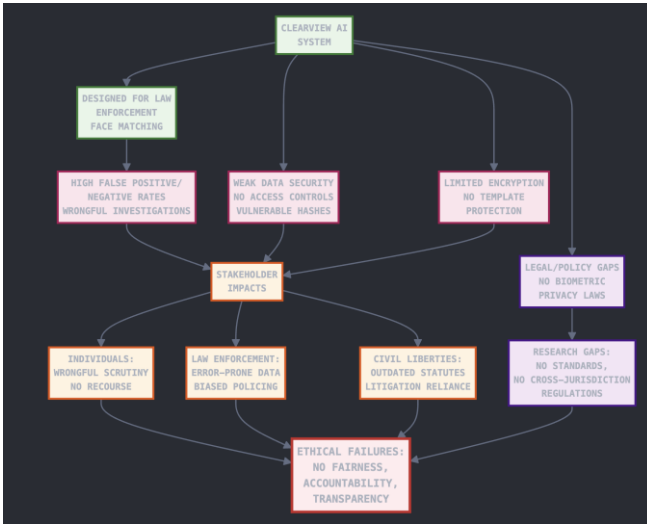 CLEARVIEW AI
SYSTEM
DESIGNED FOR LAW
ENFORCEMENT
FACE MATCHING
HIGH FALSE POSITIVE/
NEGATIVE RATES
WRONGFUL INVESTIGATIONS
WEAK DATA SECURITY
NO ACCESS CONTROLS
VULNERABLE HASHES
LIMITED ENCRYPTION
NO TEMPLATE
PROTECTION
STAKEHOLDER
IMPACTS
LEGAL/POLICY GAPS
NO BIOMETRIC
PRIVACY LAWS
INDIVIDUALS:
WRONGFUL SCRUTINY
NO RECOURSE
LAW ENFORCEMENT:
ERROR-PRONE DATA
BIASED POLICING
CIVIL LIBERTIES:
OUTDATED STATUTES
LITIGATION RELIANCE
RESEARCH GAPS:
NO STANDARDS,
NO CROSS-JURISDICTION
REGULATIONS
ETHICAL FAILURES:
NO FAIRNESS,
ACCOUNTABILITY,
TRANSPARENCY